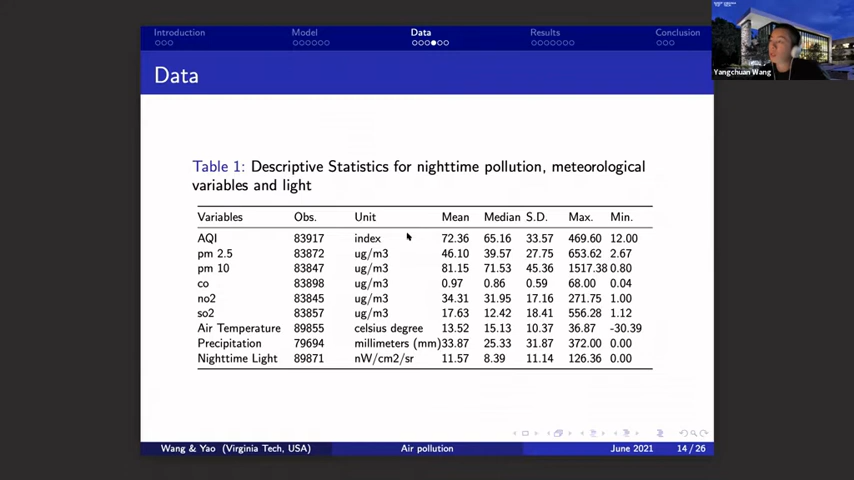 Introduction Model Data Results Conclusion
Yangchuan Wang
Data
Table 1: Descriptive Statistics for nighttime pollution, meteorological
variables and light
Variables Obs. Unit Mean Median S.D. Max. Min.
AQI 83917 index 72.36 65.16 33.57 469.60 12.00
pm 2.5 83872 ug/m3 46.10 39.57 27.75 653.62 2.67
pm 10 83847 ug/m3 81.15 71.53 45.36 1517.38 0.80
co 83898 ug/m3 0.97 0.86 0.59 68.00 0.04
no2 83845 ug/m3 34.31 31.95 17.16 271.75 1.00
so2 83857 ug/m3 17.63 12.42 18.41 556.28 1.12
Air Temperature 89855 celsius degree 13.52 15.13 10.37 36.87 -30.39
Precipitation 79694 millimeters (mm) 33.87 25.33 31.87 372.00 0.00
Nighttime Light 89871 nW/cm2/sr 11.57 8.39 11.14 126.36 0.00
Wang & Yao (Virginia Tech, USA) Air pollution June 2021 14 / 26